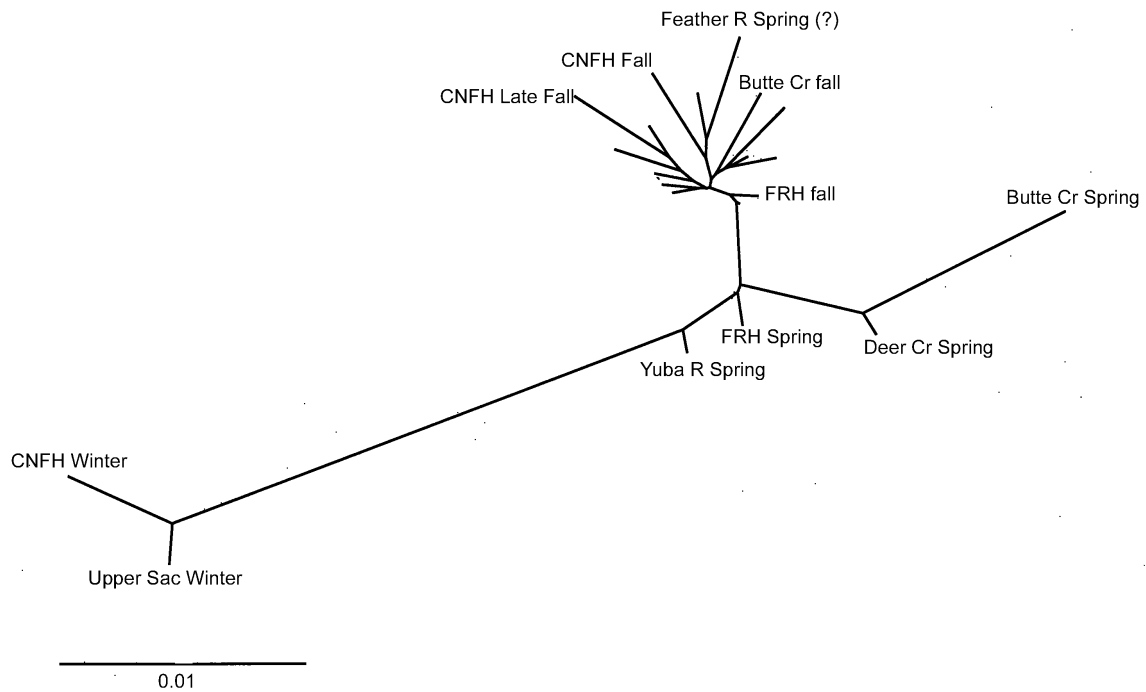 Feather R Spring (?)
CNFH Fall
Butte Cr fall
CNFH Late Fall
FRH fall
Butte Cr Spring
FRH Spring
Deer Cr Spring
Yuba R Spring
CNFH Winter
Upper Sac Winter
0.01